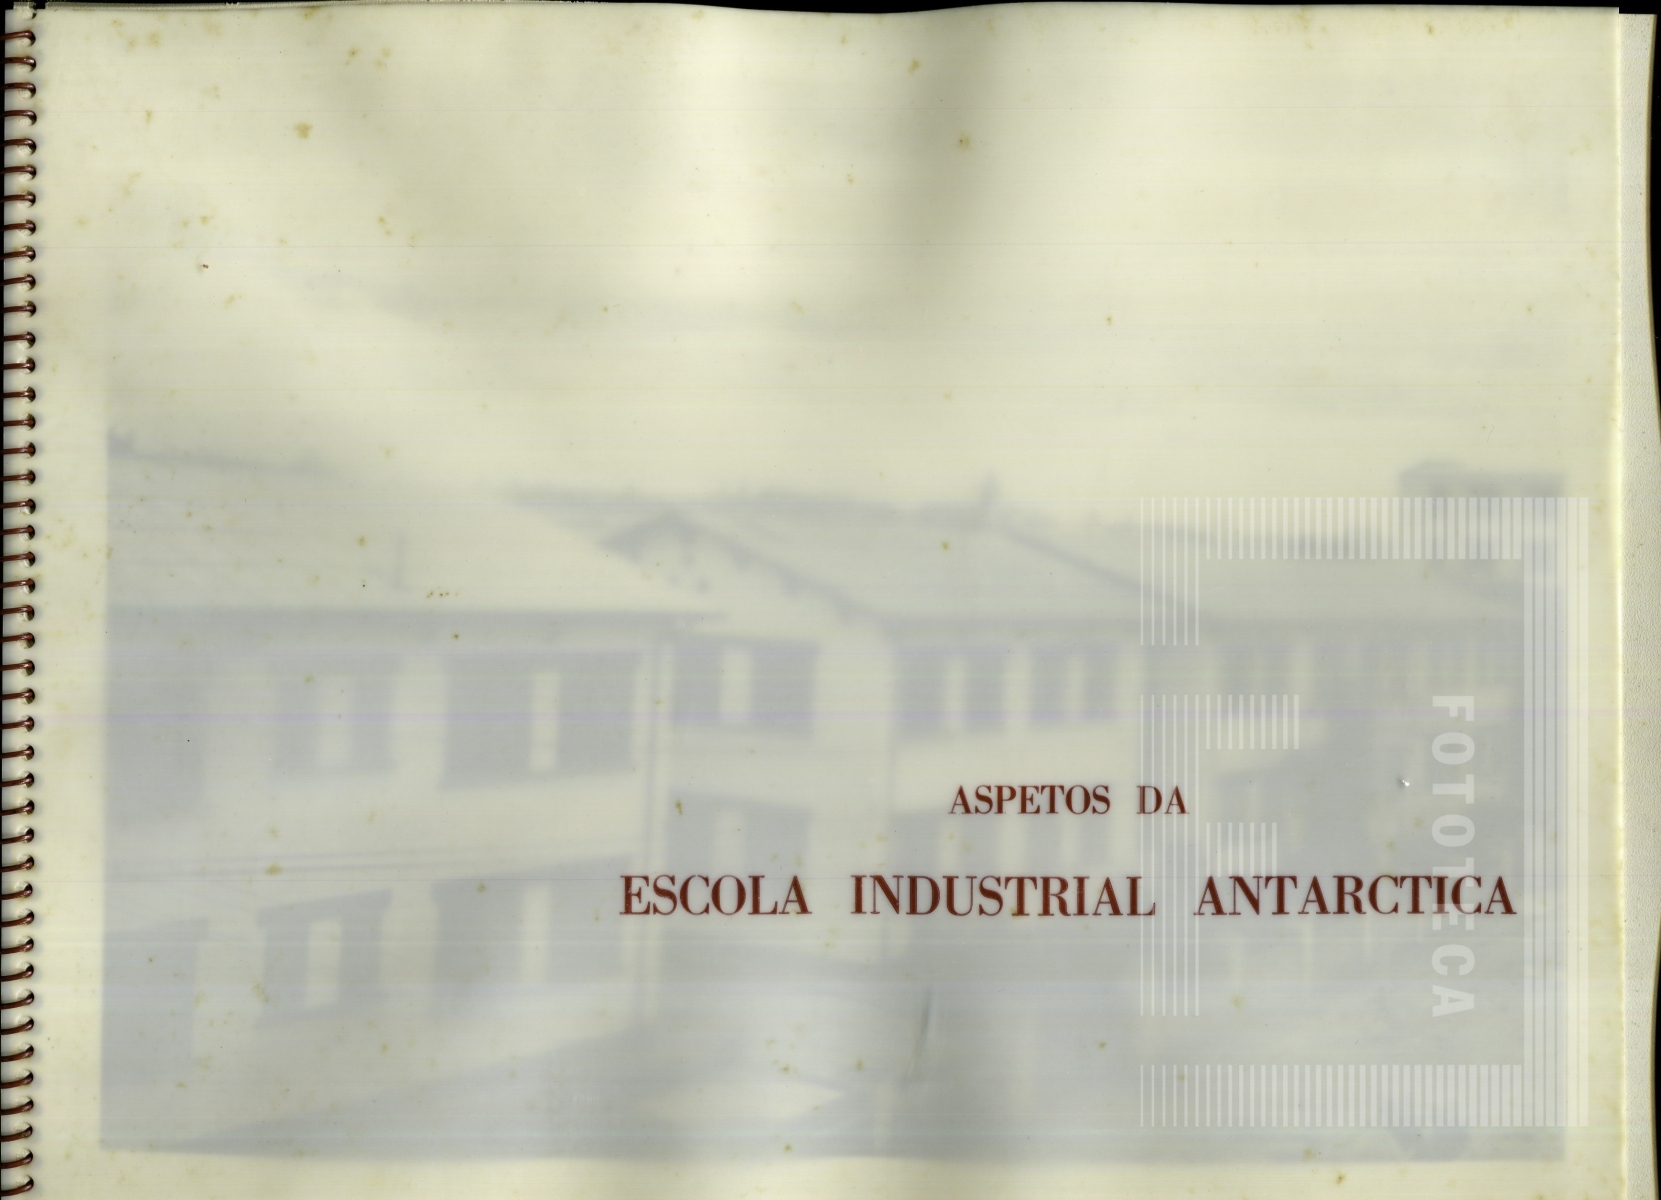 ASPETOS DA
ESCOLA INDUSTRIAL ANTARCTICA
FOTOTECA